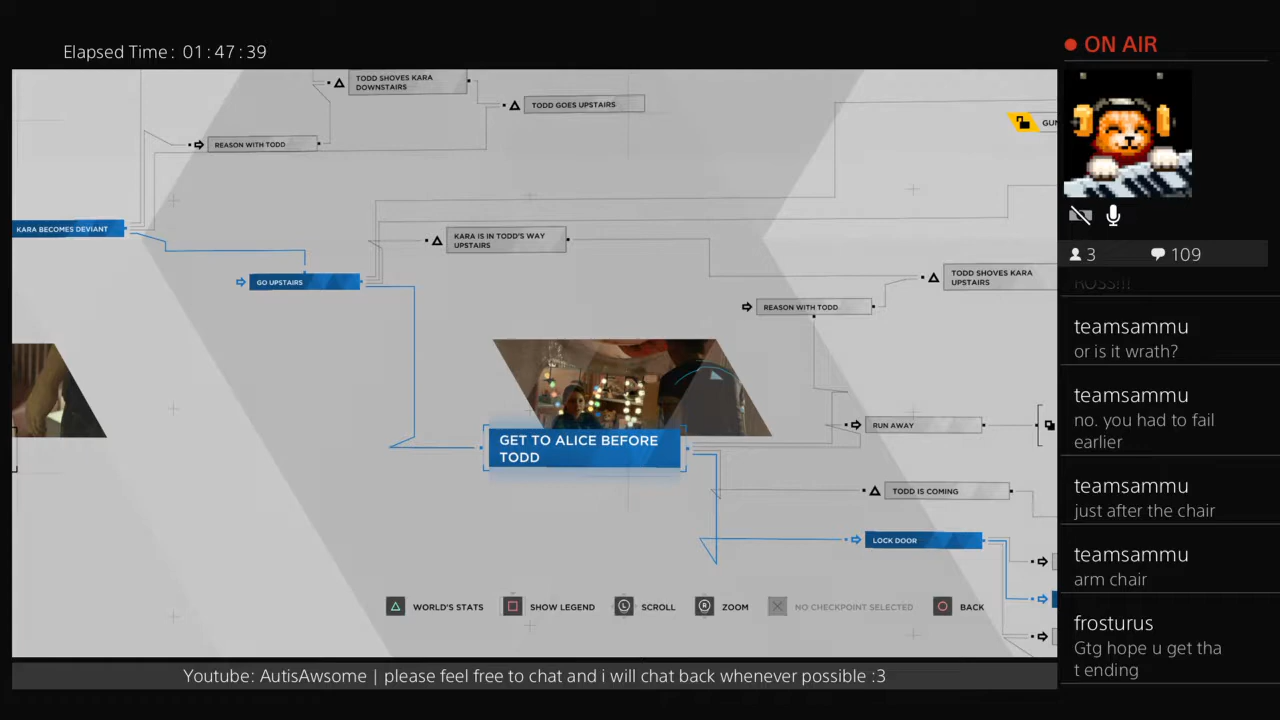 Elapsed Time: 01:47:39
ON AIR
TODD SHOVES KARA
DOWNSTAIRS
TODD GOES UPSTAIRS
REASON WITH TODD
GUN
KARA BECOMES DEVIANT
GO UPSTAIRS
KARA IS IN TODD'S WAY
UPSTAIRS
TODD SHOVES KARA
UPSTAIRS
REASON WITH TODD
RUN AWAY
GET TO ALICE BEFORE
TODD
TODD IS COMING
LOCK DOOR
WORLD'S STATS
SHOW LEGEND
L
SCROLL
R
ZOOM
NO CHECKPOINT SELECTED
BACK
Youtube: AutisAwsome | please feel free to chat and i will chat back whenever possible :3
3
109
ROSS!!!
teamsammu
or is it wrath?
teamsammu
no. you had to fail
earlier
teamsammu
just after the chair
teamsammu
arm chair
frosturus
Gtg hope u get tha
t ending